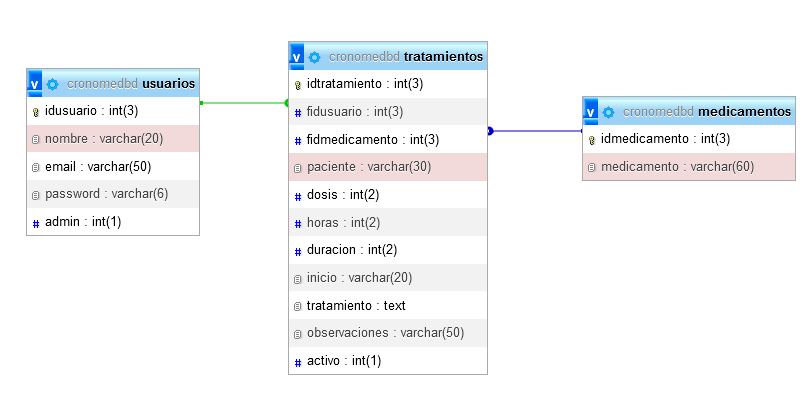 v cronomedbd usuarios
idusuario : int(3)
nombre : varchar(20)
email : varchar(50)
password : varchar(6)
admin : int(1)
v cronomedbd tratamientos
idtratamiento : int(3)
fidusuario : int(3)
fidmedicamento : int(3)
paciente : varchar(30)
dosis : int(2)
horas : int(2)
duracion : int(2)
inicio : varchar(20)
tratamiento : text
observaciones : varchar(50)
activo : int(1)
v cronomedbd medicamentos
idmedicamento : int(3)
medicamento : varchar(60)